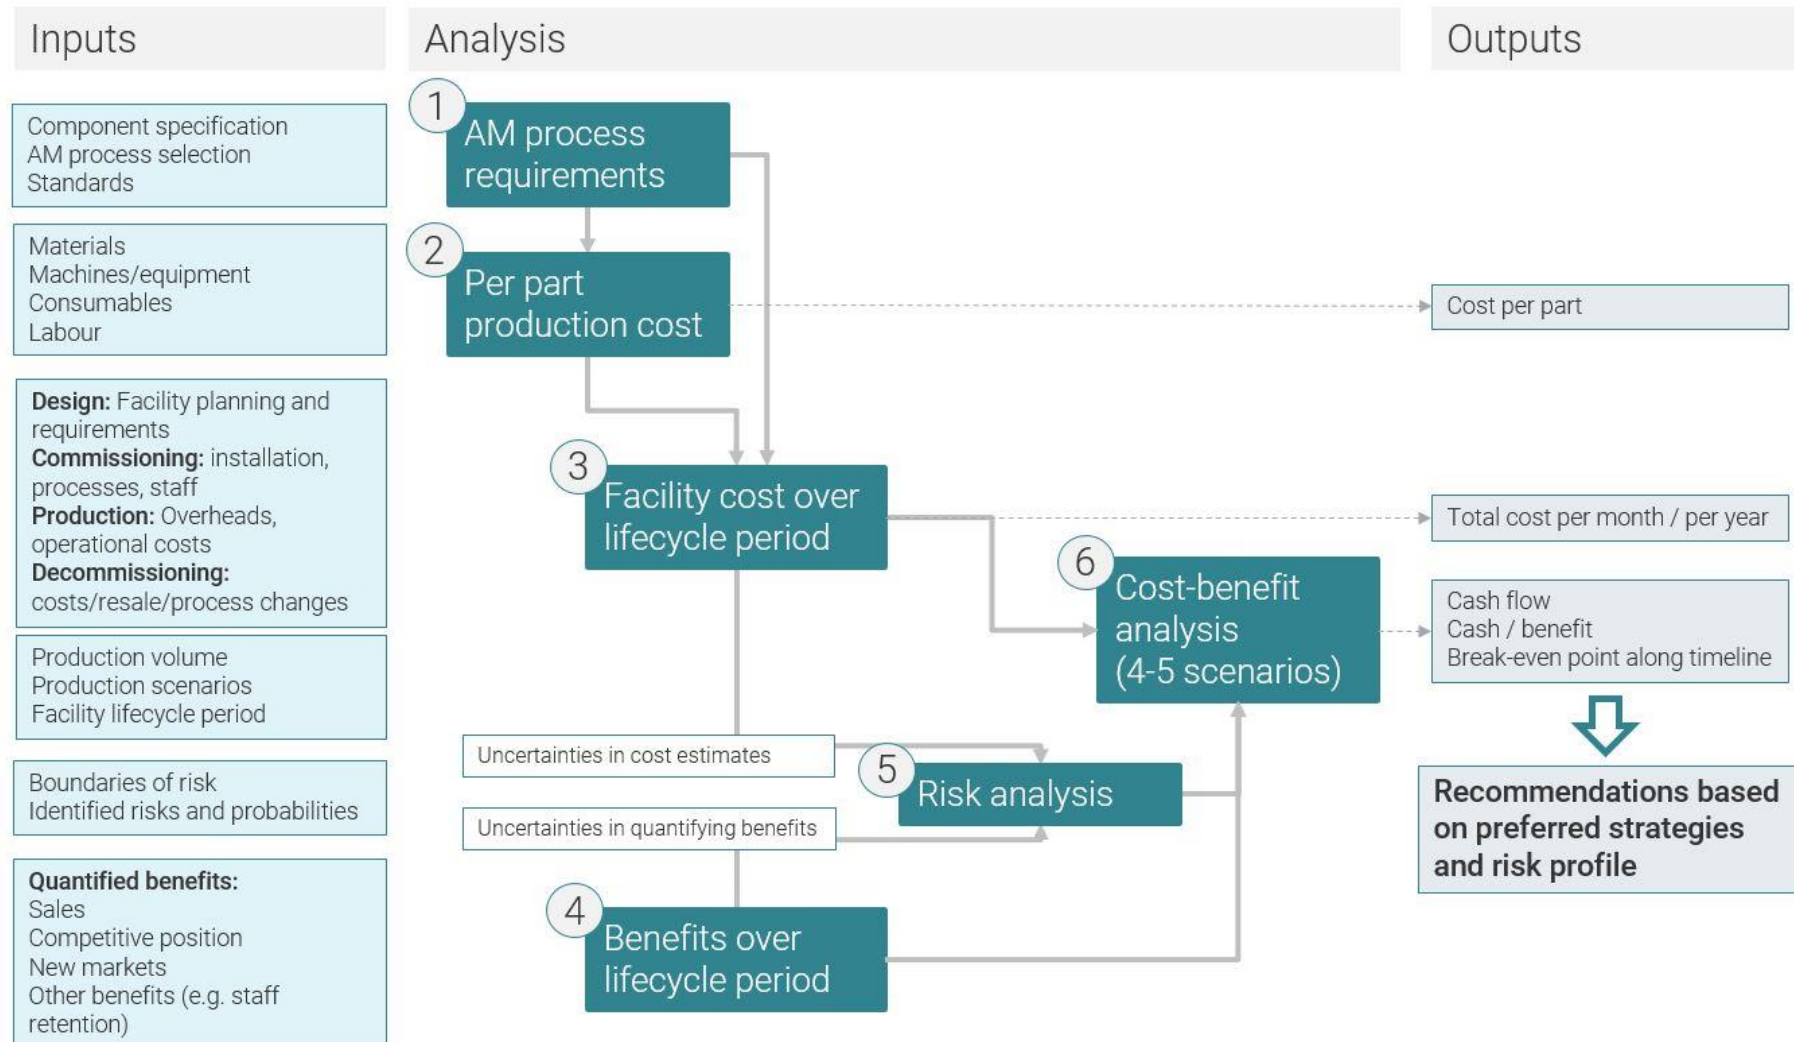 Inputs
Analysis
Outputs
Component specification
AM process selection
Standards
Materials
Machines/equipment
Consumables
Labour
Design: Facility planning and
requirements
Commissioning: installation,
processes, staff
Production: Overheads,
operational costs
Decommissioning:
costs/resale/process changes
Production volume
Production scenarios
Facility lifecycle period
Boundaries of risk
Identified risks and probabilities
Quantified benefits:
Sales
Competitive position
New markets
Other benefits (e.g. staff
retention)
1
AM process
requirements
2
Per part
production cost
3
Facility cost over
lifecycle period
6
Cost-benefit
analysis
(4-5 scenarios)
Uncertainties in cost estimates
5
Risk analysis
Uncertainties in quantifying benefits
4
Benefits over
lifecycle period
Cost per part
Total cost per month / per year
Cash flow
Cash / benefit
Break-even point along timeline
Recommendations based
on preferred strategies
and risk profile